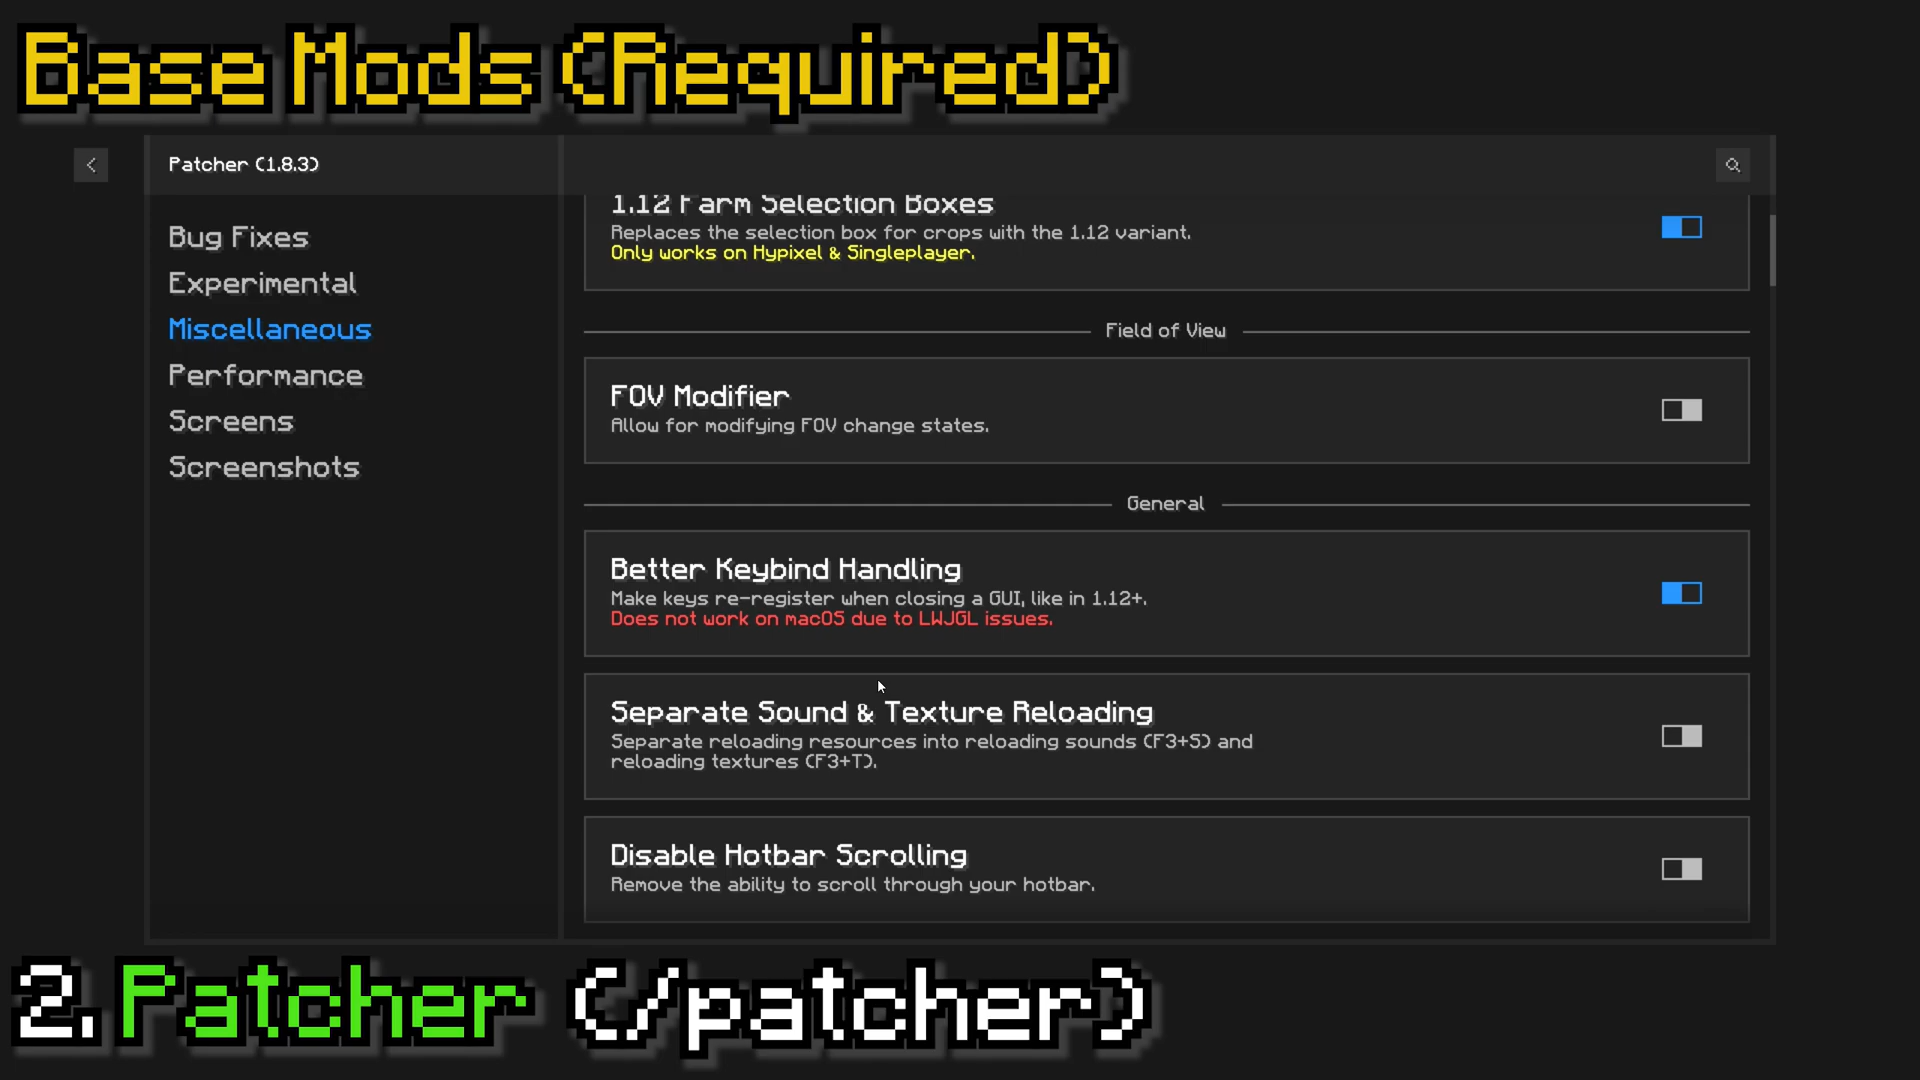 Base Mods (Required)
Patcher (1.8.3)
Bug Fixes
Experimental
Miscellaneous
Performance
Screens
Screenshots
1.12 Farm Selection Boxes
Replaces the selection box for crops with the 1.12 variant.
Only works on Hypixel & Singleplayer.
Field of View
FOV Modifier
Allow for modifying FOV change states.
General
Better Keybind Handling
Make keys re-register when closing a GUI, like in 1.12+.
Does not work on macOS due to LWJGL issues.
Separate Sound & Texture Reloading
Separate reloading resources into reloading sounds (F3+S) and
reloading textures (F3+T).
Disable Hotbar Scrolling
Remove the ability to scroll through your hotbar.
2. Patcher (/patcher)